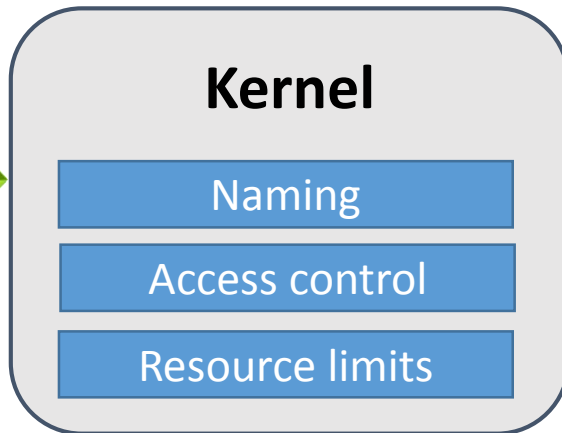 Kernel
Naming
Access control
Resource limits